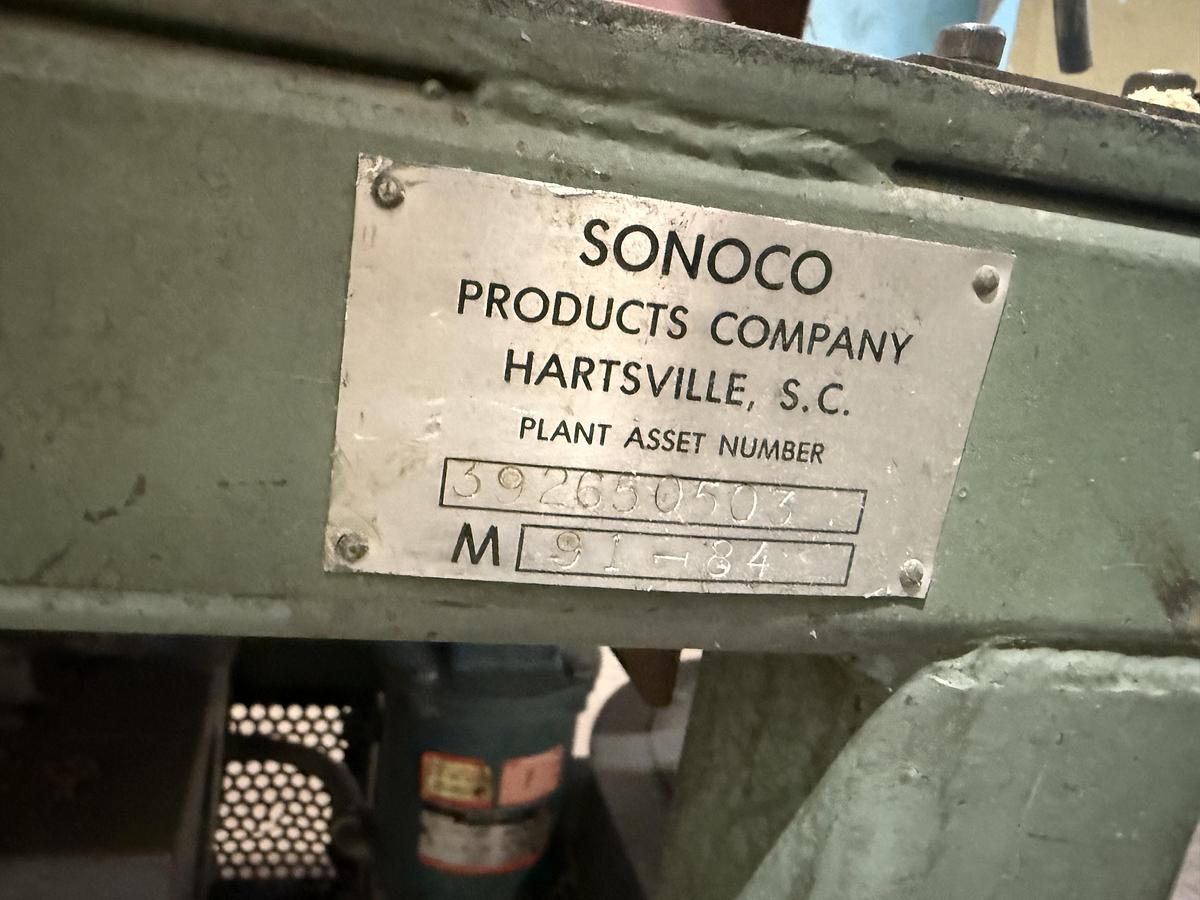 SONOCO
PRODUCTS COMPANY
HARTSVILLE, S.C.
PLANT ASSET NUMBER
392650503
M 91-84